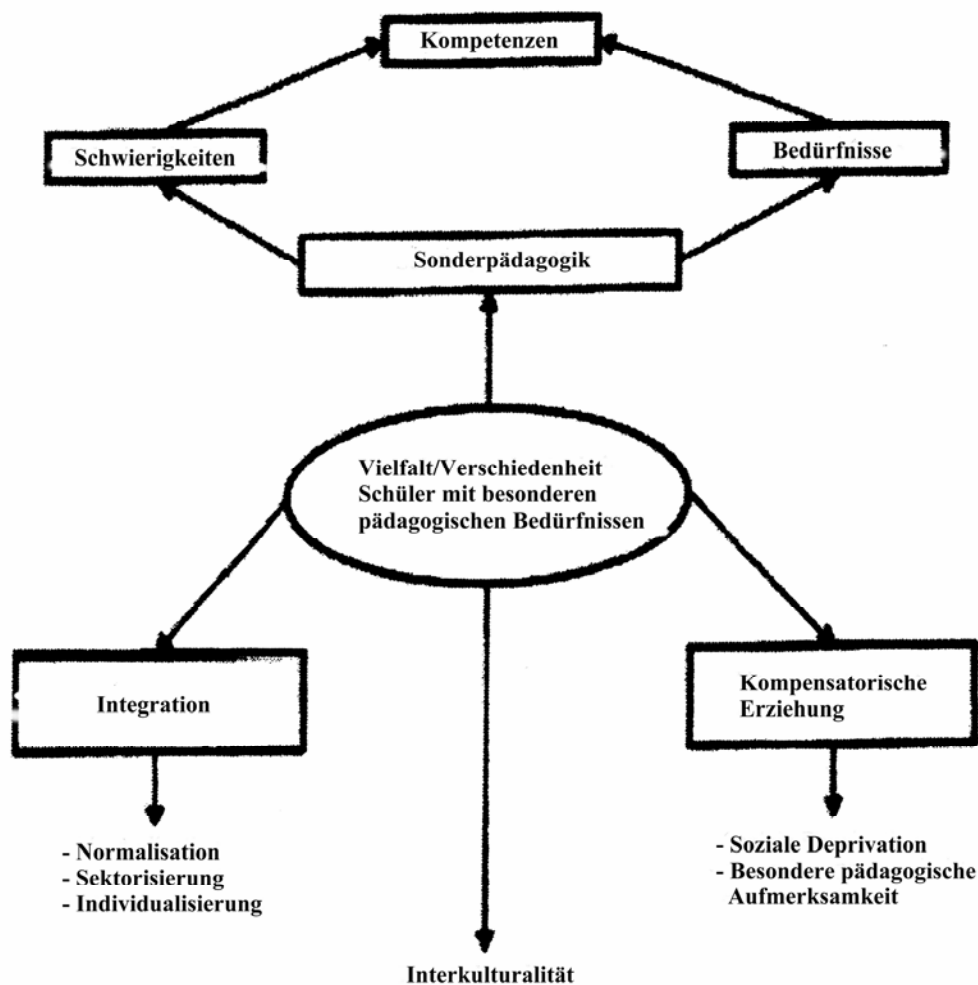 Kompetenzen
Schwierigkeiten
Bedürfnisse
Sonderpädagogik
Vielfalt/Verschiedenheit
Schüler mit besonderen
pädagogischen Bedürfnissen
Integration
Kompensatorische
Erziehung
- Normalisation
- Sektorisierung
- Individualisierung
- Soziale Deprivation
- Besondere pädagogische
Aufmerksamkeit
Interkulturalität